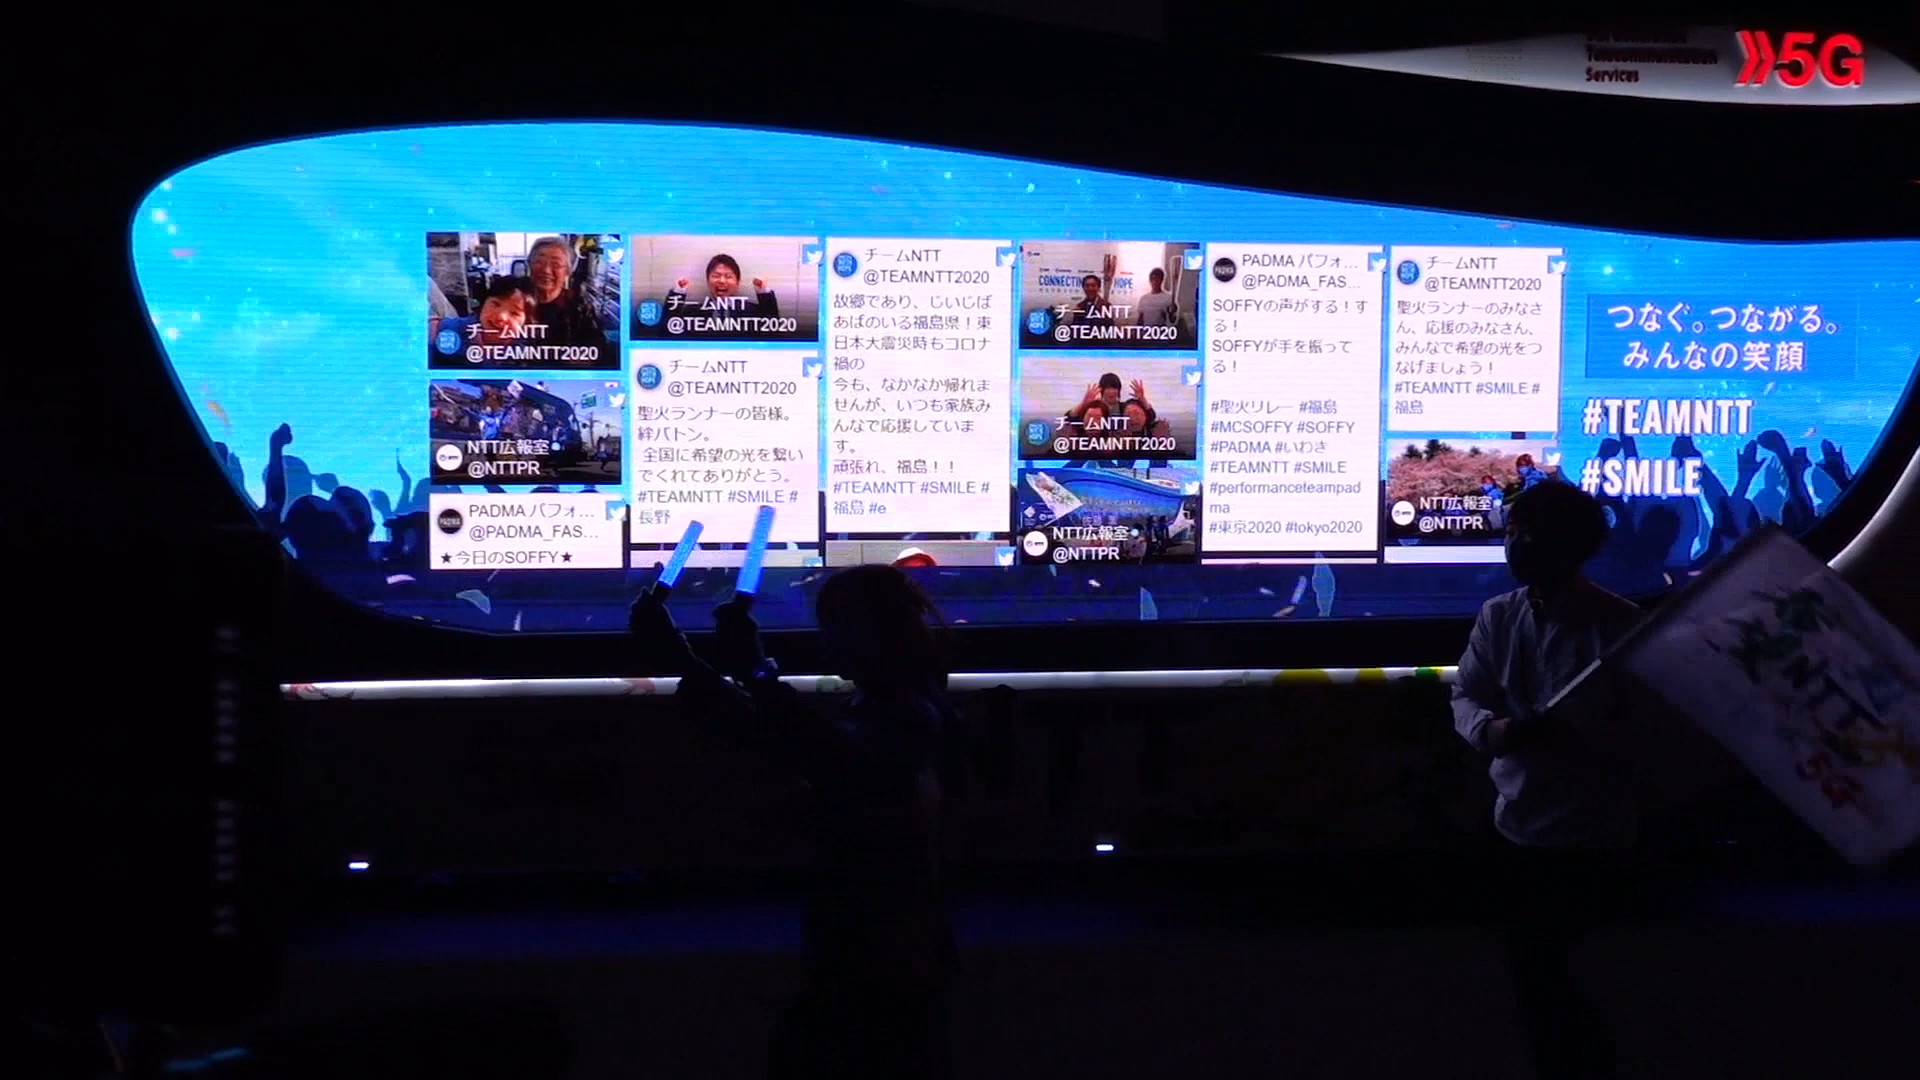 Telecommunication
Services
5G
チームNTT
@TEAMNTT2020
NTT広報室
@NTTPR
PADMA パフォ...
@PADMA_FAS...
★今日のSOFFY★
チームNTT
@TEAMNTT2020
チームNTT
@TEAMNTT2020
聖火ランナーの皆様。
絆バトン。
全国に希望の光を繋い
でくれてありがとう。
#TEAMNTT #SMILE #
長野
チームNTT
@TEAMNTT2020
故郷であり、じいじば
あばのいる福島県！東
日本大震災時もコロナ
禍の
今も、なかなか帰れま
せんが、いつも家族み
んなで応援していま
す。
頑張れ、福島！！
#TEAMNTT #SMILE #
福島 #e
CONNECTING HOPE
チームNTT
@TEAMNTT2020
チームNTT
@TEAMNTT2020
NTT広報室
@NTTPR
PADMA パフォ...
@PADMA_FAS...
SOFFYの声がする！す
る！
SOFFYが手を振って
る！
#聖火リレー #福島
#MCSOFFY #SOFFY
#PADMA #いわき
#TEAMNTT #SMILE
#performanceteampad
ma
#東京2020 #tokyo2020
チームNTT
@TEAMNTT2020
聖火ランナーのみなさ
ん、応援のみなさん、
みんなで希望の光をつ
なげましょう！
#TEAMNTT #SMILE #
福島
NTT広報室
@NTTPR
つなぐ。つながる。
みんなの笑顔
#TEAMNTT
#SMILE
NTT
5G